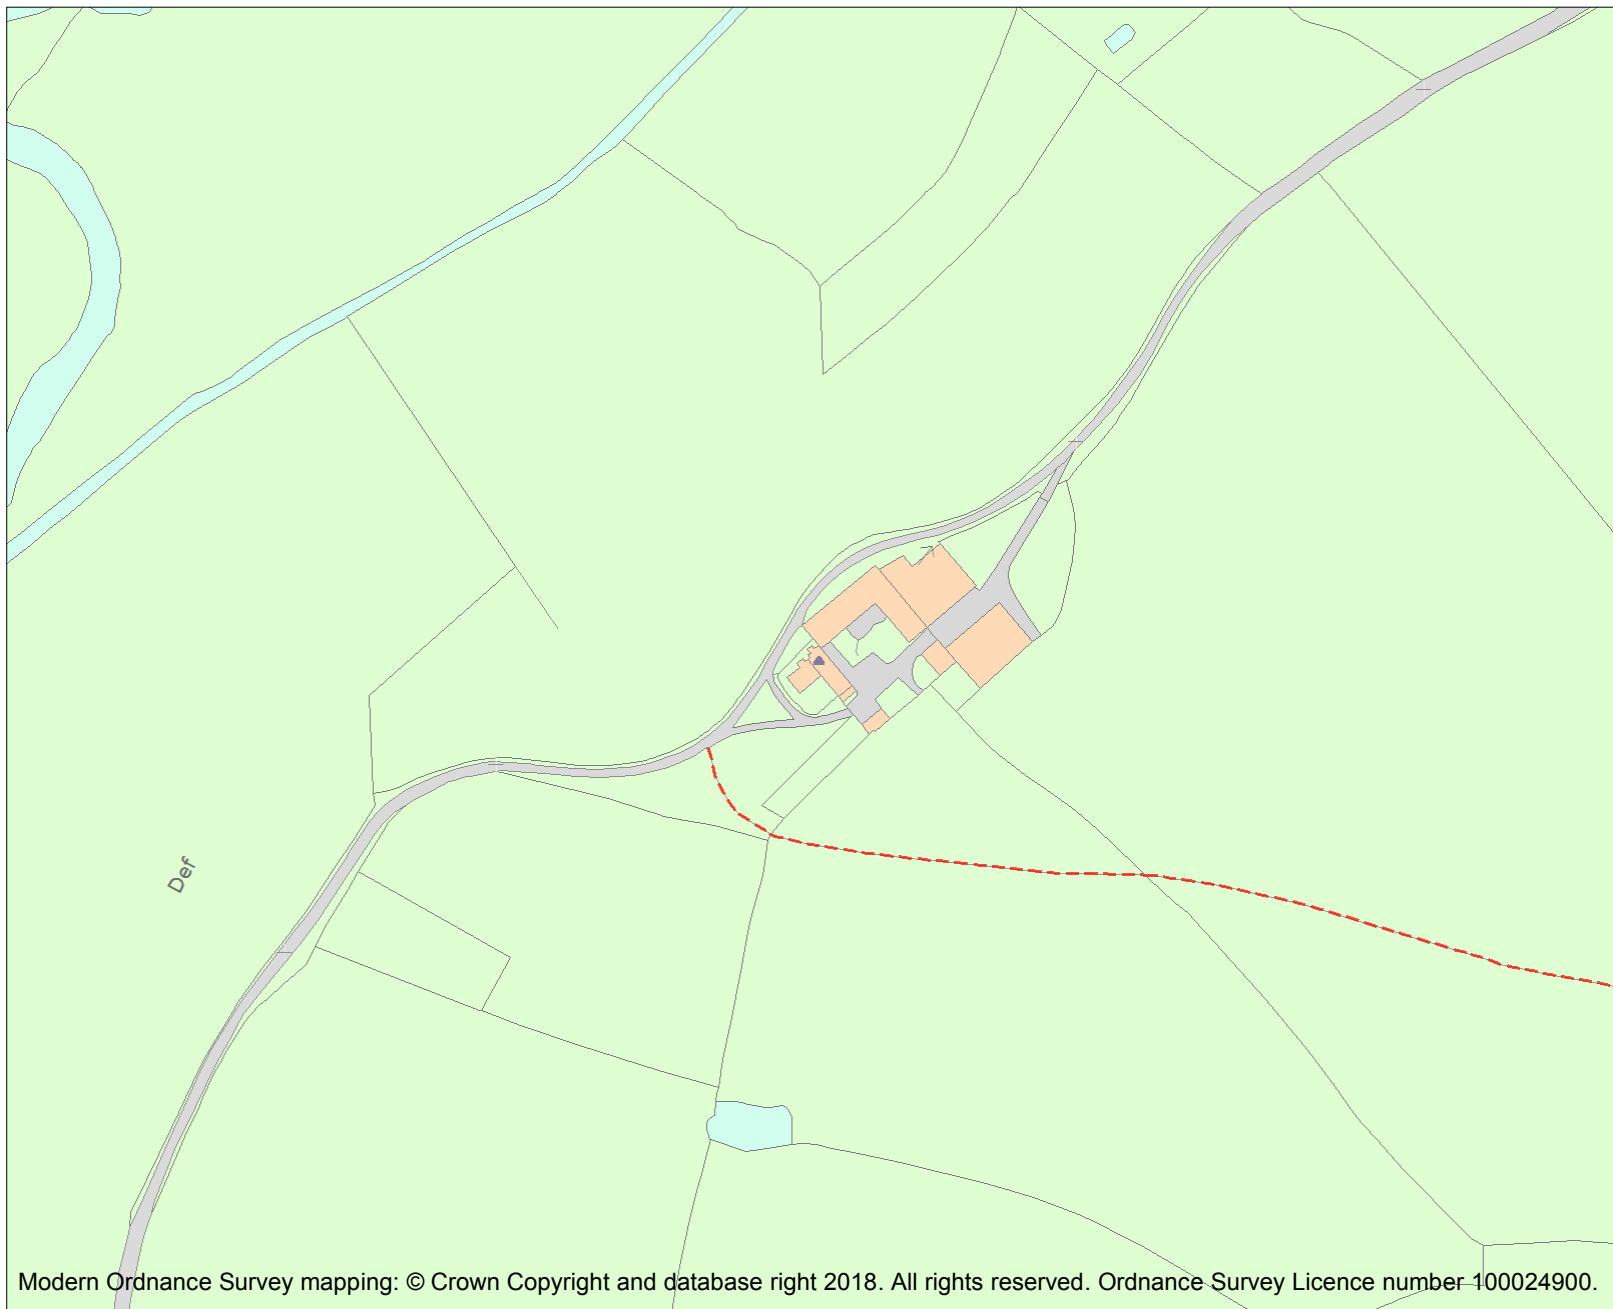 Def
Modern Ordnance Survey mapping: © Crown Copyright and database right 2018. All rights reserved. Ordnance Survey Licence number 100024900.